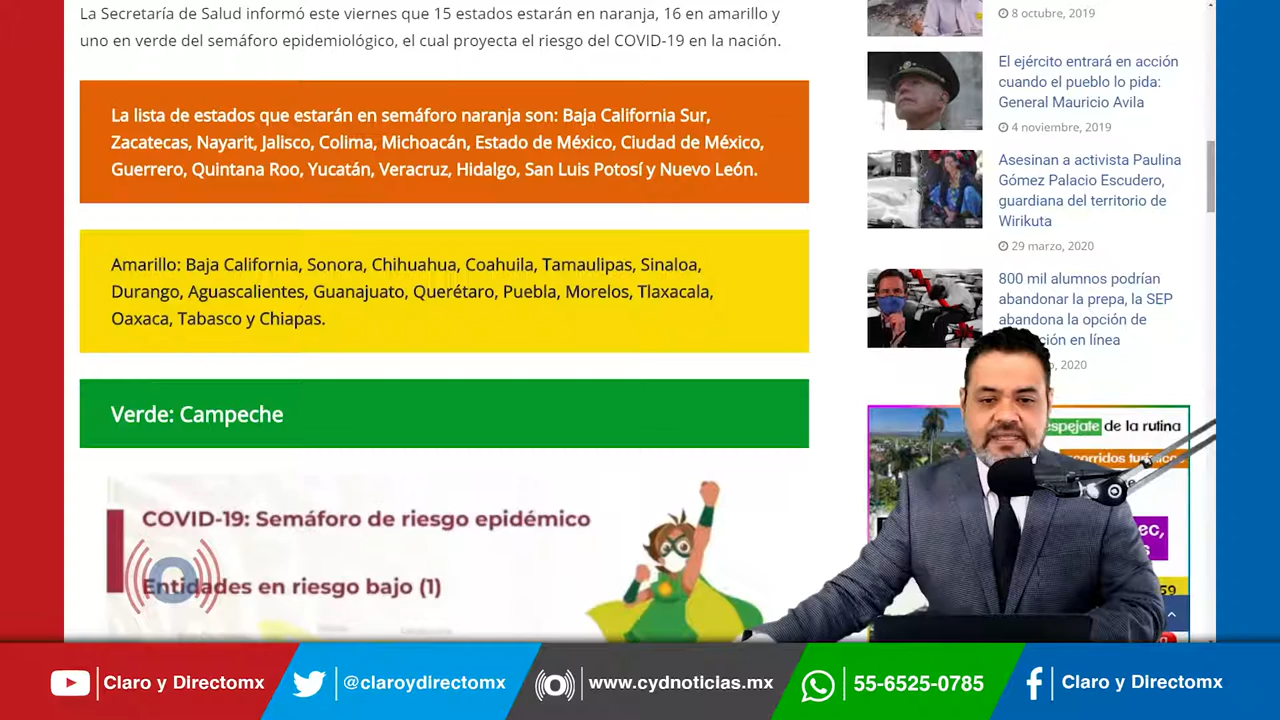 La Secretaría de Salud informó este viernes que 15 estados estarán en naranja, 16 en amarillo y
uno en verde del semáforo epidemiológico, el cual proyecta el riesgo del COVID-19 en la nación.
La lista de estados que estarán en semáforo naranja son: Baja California Sur,
Zacatecas, Nayarit, Jalisco, Colima, Michoacán, Estado de México, Ciudad de México,
Guerrero, Quintana Roo, Yucatán, Veracruz, Hidalgo, San Luis Potosí y Nuevo León.
Amarillo: Baja California, Sonora, Chihuahua, Coahuila, Tamaulipas, Sinaloa,
Durango, Aguascalientes, Guanajuato, Querétaro, Puebla, Morelos, Tlaxacala,
Oaxaca, Tabasco y Chiapas.
Verde: Campeche
COVID-19: Semáforo de riesgo epidémico
Entidades en riesgo bajo (1)
8 octubre, 2019
El ejército entrará en acción
cuando el pueblo lo pida:
General Mauricio Avila
4 noviembre, 2019
Asesinan a activista Paulina
Gómez Palacio Escudero,
guardiana del territorio de
Wirikuta
29 marzo, 2020
800 mil alumnos podrían
abandonar la prepa, la SEP
abandona la opción de
en línea
2020
de la rutina
59
Claro y Directomx
@claroydirectomx
www.cydnoticias.mx
55-6525-0785
Claro y Directomx